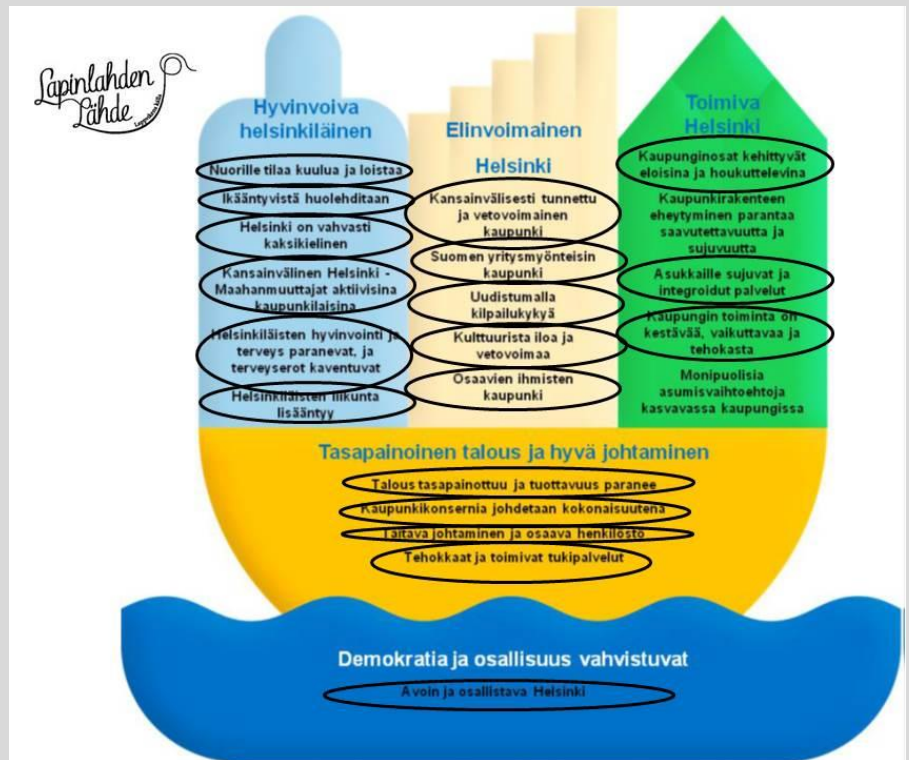 Lapinlahden
Lähde
Hyvinvoiva
helsinkiläinen
Nuorille tilaa kuulua ja loistaa
Ikääntyvistä huolehditaan
Helsinki on vahvasti
kaksikielinen
Kansainvälinen Helsinki -
Maahanmuuttajat aktiivisina
kaupunkilaisina
Helsinkiläisten hyvinvointi ja
terveys paranevat, ja
terveyserot kaventuvat
Helsinkiläisten liikunta
lisääntyy
Elinvoimainen
Helsinki
Kansainvälisesti tunnettu
ja vetovoimainen
kaupunki
Suomen yritysmyönteisin
kaupunki
Uudistumalla
kilpailukykyä
Kulttuurista iloa ja
vetovoimaa
Osaavien ihmisten
kaupunki
Toimiva
Helsinki
Kaupunginosat kehittyvät
eloisina ja houkuttelevina
Kaupunkirakenteen
eheytyminen parantaa
saavutettavuutta ja
sujuvuutta
Asukkaille sujuvat ja
integroidut palvelut
Kaupungin toiminta on
kestävää, vaikuttavaa ja
tehokasta
Monipuolisia
asumisvaihtoehtoja
kasvavassa kaupungissa
Tasapainoinen talous ja hyvä johtaminen
Talous tasapainottuu ja tuottavuus paranee
Kaupunkikonsernia johdetaan kokonaisuutena
Taitava johtaminen ja osaava henkilöstö
Tehokkaat ja toimivat tukipalvelut
Demokratia ja osallisuus vahvistuvat
Avoin ja osallistava Helsinki